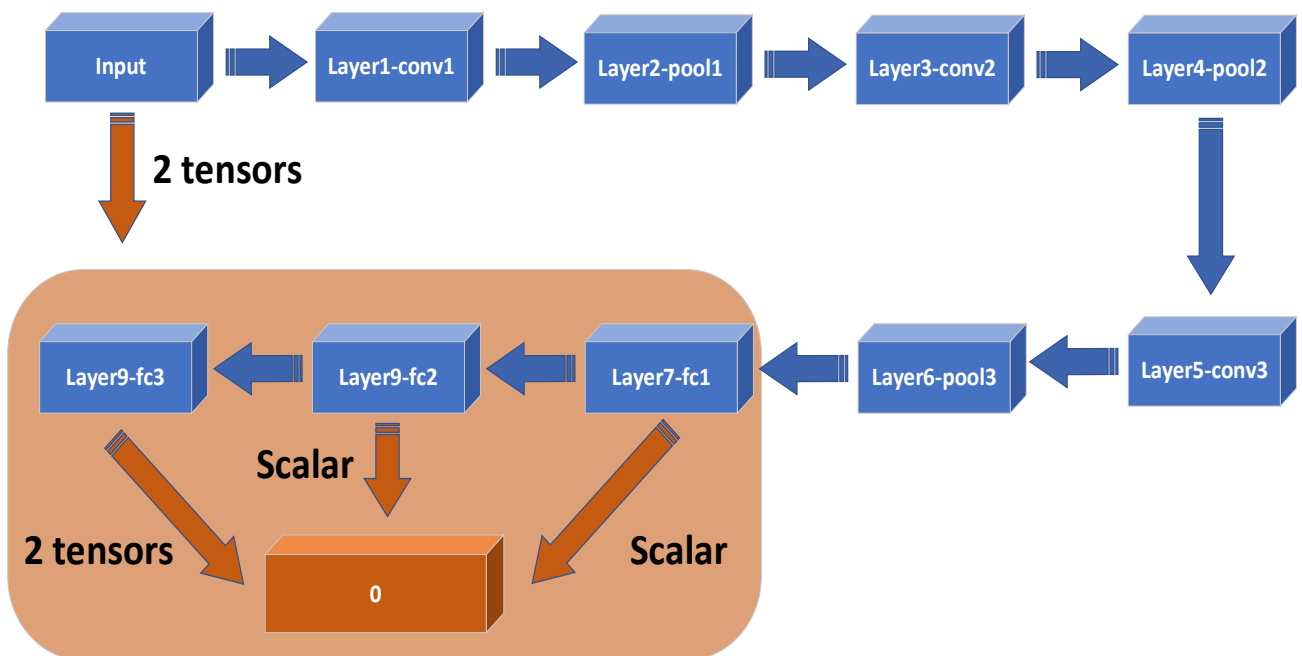 Input
Layer1-conv1
Layer2-pool1
Layer3-conv2
Layer4-pool2
2 tensors
Layer9-fc3
Layer9-fc2
Layer7-fc1
Layer6-pool3
Layer5-conv3
Scalar
2 tensors
Scalar
0